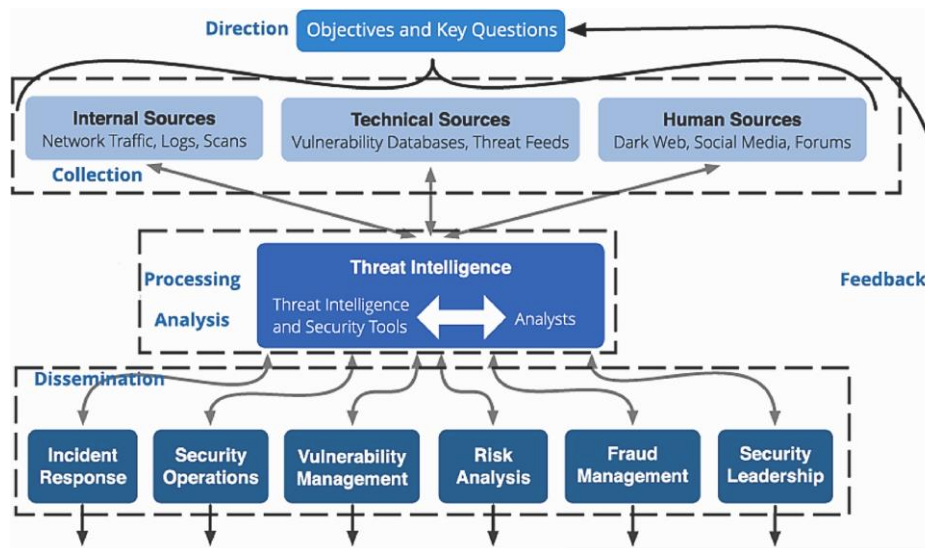 Direction
Objectives and Key Questions
Internal Sources
Network Traffic, Logs, Scans
Technical Sources
Vulnerability Databases, Threat Feeds
Human Sources
Dark Web, Social Media, Forums
Collection
Processing
Analysis
Threat Intelligence
Threat Intelligence
and Security Tools
Analysts
Feedback
Dissemination
Incident
Response
Security
Operations
Vulnerability
Management
Risk
Analysis
Fraud
Management
Security
Leadership